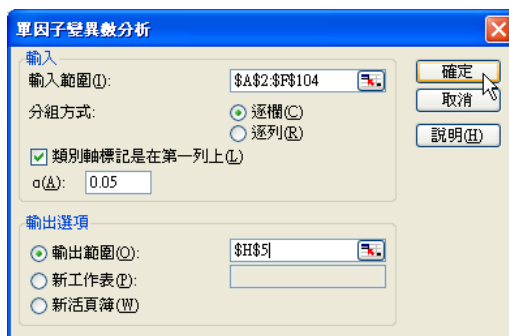 單因子變異數分析
輸入
輸入範圍(I): $A$2:$F$104
分組方式: 逐欄(C)
逐列(R)
類別軸標記是在第一列上(L)
α(A): 0.05
確定
取消
說明(H)
輸出選項
輸出範圍(O): $H$5
新工作表(P):
新活頁簿(W)